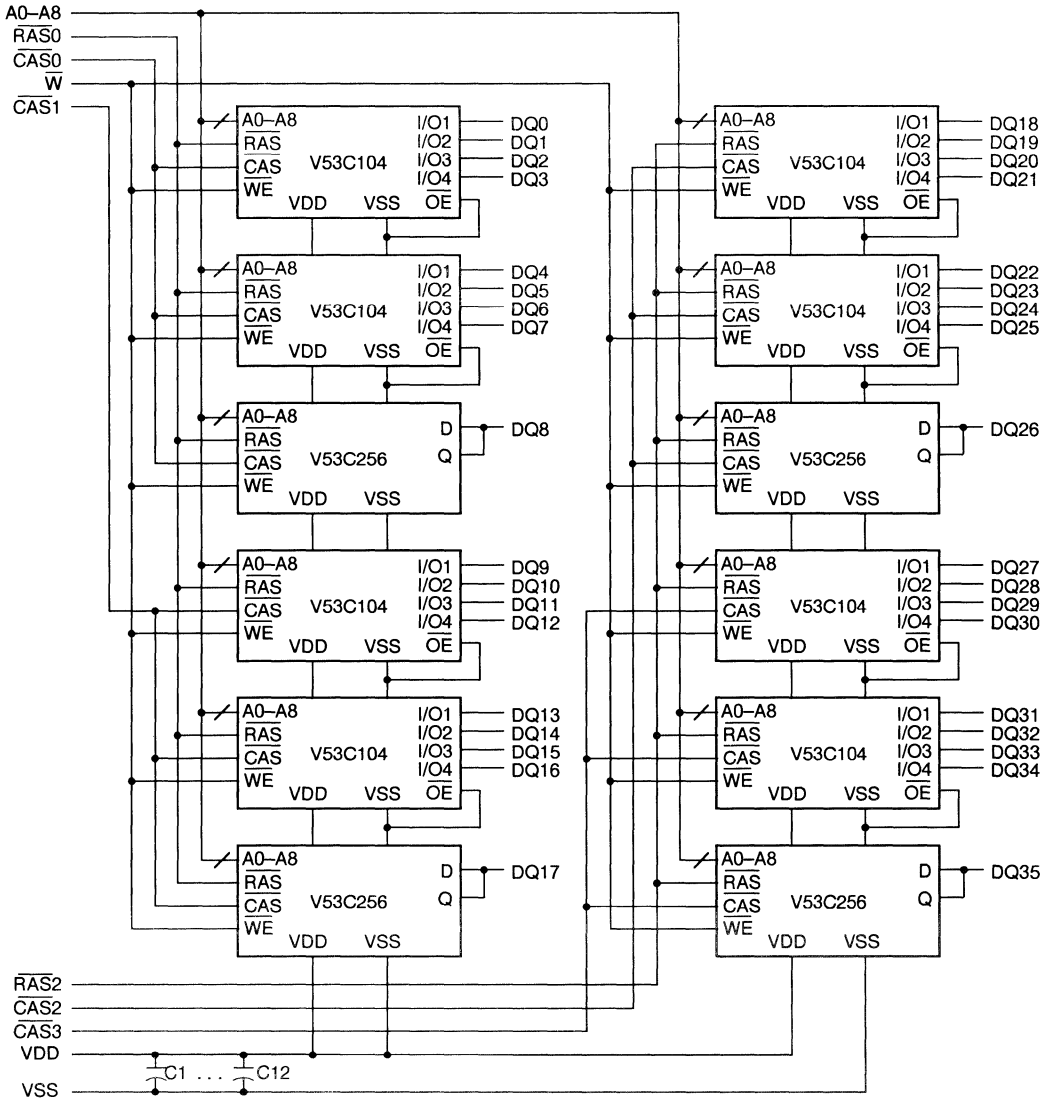 A0–A8
RAS0
CAS0
W
CAS1
A0–A8
RAS
CAS
WE
V53C104
VDD
VSS
I/O1
I/O2
I/O3
I/O4
OE
DQ0
DQ1
DQ2
DQ3
A0–A8
RAS
CAS
WE
V53C104
VDD
VSS
I/O1
I/O2
I/O3
I/O4
OE
DQ4
DQ5
DQ6
DQ7
A0–A8
RAS
CAS
WE
V53C256
VDD
VSS
D
Q
DQ8
A0–A8
RAS
CAS
WE
V53C104
VDD
VSS
I/O1
I/O2
I/O3
I/O4
OE
DQ9
DQ10
DQ11
DQ12
A0–A8
RAS
CAS
WE
V53C104
VDD
VSS
I/O1
I/O2
I/O3
I/O4
OE
DQ13
DQ14
DQ15
DQ16
A0–A8
RAS
CAS
WE
V53C256
VDD
VSS
D
Q
DQ17
A0–A8
RAS
CAS
WE
V53C104
VDD
VSS
I/O1
I/O2
I/O3
I/O4
OE
DQ18
DQ19
DQ20
DQ21
A0–A8
RAS
CAS
WE
V53C104
VDD
VSS
I/O1
I/O2
I/O3
I/O4
OE
DQ22
DQ23
DQ24
DQ25
A0–A8
RAS
CAS
WE
V53C256
VDD
VSS
D
Q
DQ26
A0–A8
RAS
CAS
WE
V53C104
VDD
VSS
I/O1
I/O2
I/O3
I/O4
OE
DQ27
DQ28
DQ29
DQ30
A0–A8
RAS
CAS
WE
V53C104
VDD
VSS
I/O1
I/O2
I/O3
I/O4
OE
DQ31
DQ32
DQ33
DQ34
A0–A8
RAS
CAS
WE
V53C256
VDD
VSS
D
Q
DQ35
RAS2
CAS2
CAS3
VDD
C1 . . . C12
VSS